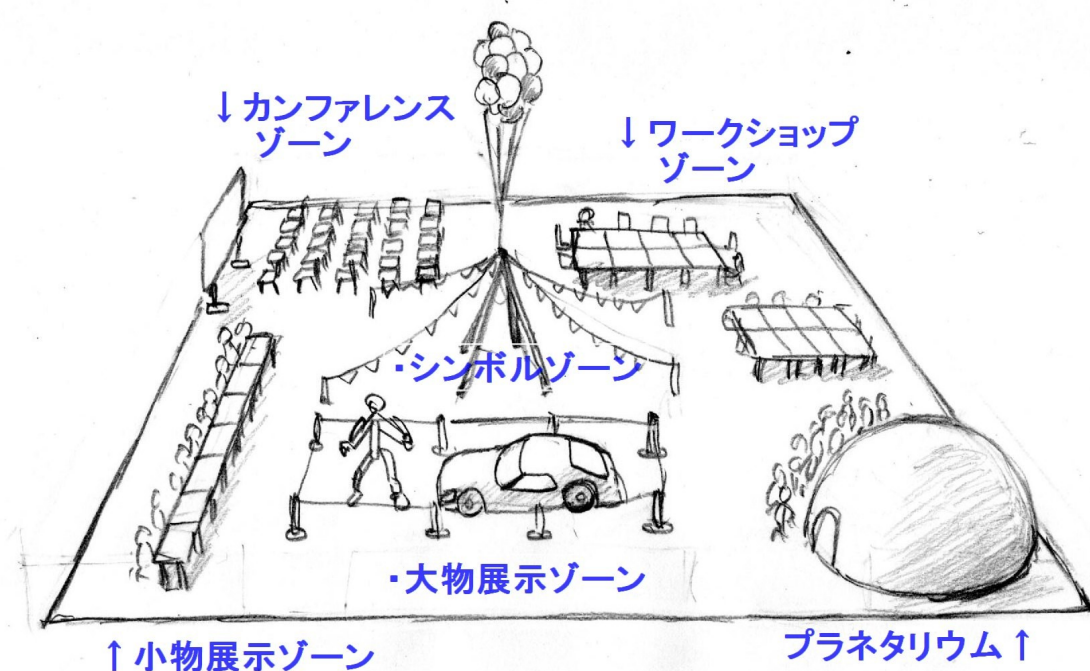 ↓カンファレンス
ゾーン
↓ワークショップ
ゾーン
・シンボルゾーン
・大物展示ゾーン
↑小物展示ゾーン
プラネタリウム↑